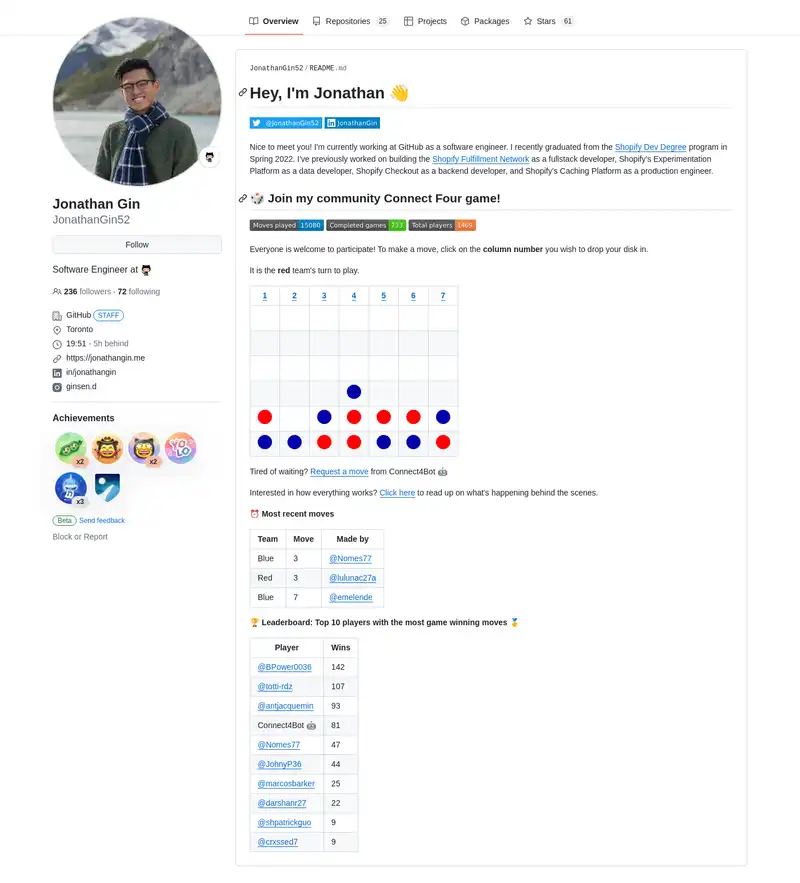 Overview Repositories 25 Projects Packages Stars 61
Jonathan Gin
JonathanGin52
Follow
Software Engineer at
236 followers · 72 following
GitHub STAFF
Toronto
19:51 - 5h behind
https://jonathangin.me
in/jonathangin
ginsen.d
Achievements
x2
x2
YOLO
x3
Beta Send feedback
Block or Report
JonathanGin52/README.md
Hey, I'm Jonathan 👋
@JonathanGin52 JonathanGin
Nice to meet you! I'm currently working at GitHub as a software engineer. I recently graduated from the Shopify Dev Degree program in
Spring 2022. I've previously worked on building the Shopify Fulfillment Network as a fullstack developer, Shopify's Experimentation
Platform as a data developer, Shopify Checkout as a backend developer, and Shopify's Caching Platform as a production engineer.
🎲 Join my community Connect Four game!
Moves played 15080 Completed games 733 Total players 1469
Everyone is welcome to participate! To make a move, click on the column number you wish to drop your disk in.
It is the red team's turn to play.
1 2 3 4 5 6 7
Tired of waiting? Request a move from Connect4Bot 🤖
Interested in how everything works? Click here to read up on what's happening behind the scenes.
⏰ Most recent moves
Team Move Made by
Blue 3 @Nomes77
Red 3 @lulunac27a
Blue 7 @emelende
🏆 Leaderboard: Top 10 players with the most game winning moves 🥇
Player Wins
@BPower0036 142
@totti-rdz 107
@antjacquemin 93
Connect4Bot 🤖 81
@Nomes77 47
@JohnyP36 44
@marcosbarker 25
@darshanr27 22
@shpatrickguo 9
@crxssed7 9